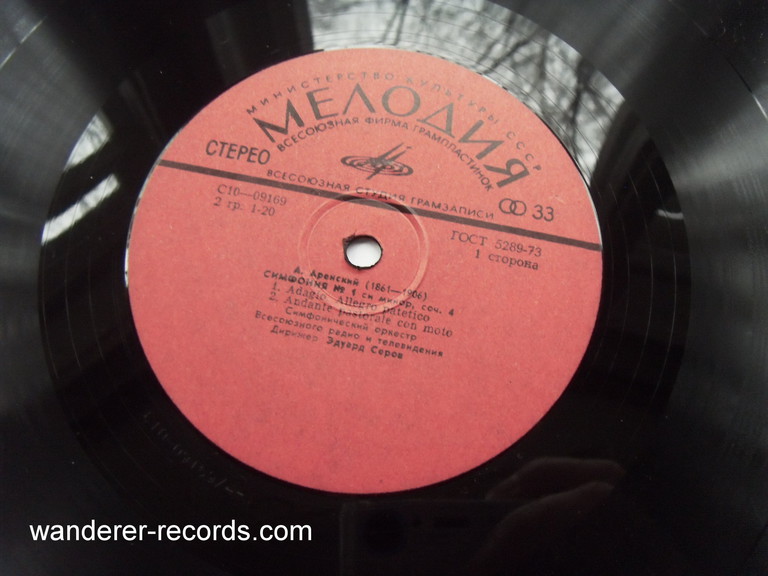 МИНИСТЕРСТВО КУЛЬТУРЫ СССР
МЕЛОДИЯ
ВСЕСОЮЗНАЯ ФИРМА ГРАМПЛАСТИНОК
СТЕРЕО
ВСЕСОЮЗНАЯ СТУДИЯ ГРАМЗАПИСИ
33
С10—09169
2 гр. 1-20
ГОСТ 5289-73
1 сторона
А. Аренский (1861—1906)
СИМФОНИЯ № 1 си минор, соч. 4
1. Adagio. Allegro patetico
2. Andante pastorale con moto
Симфонический оркестр
Всесоюзного радио и телевидения
Дирижер Эдуард Серов
wanderer-records.com